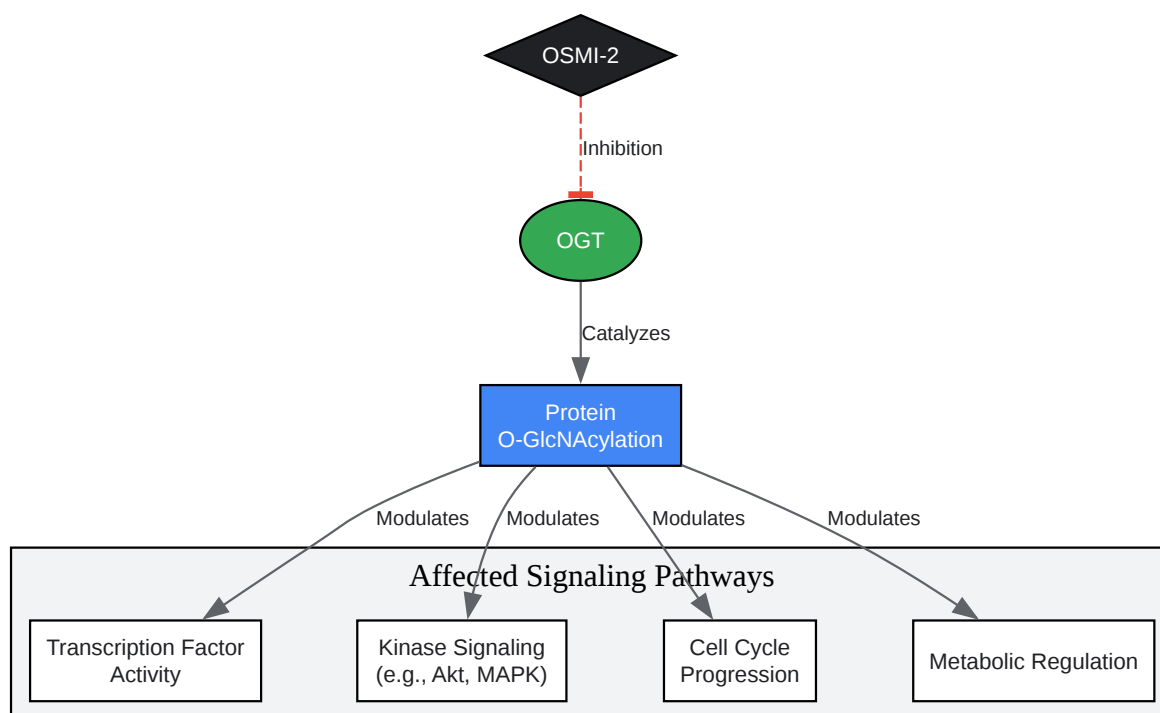 OSMI-2
Inhibition
OGT
Catalyzes
Protein
O-GlcNAcylation
Modulates
Modulates
Modulates
Modulates
Affected Signaling Pathways
Transcription Factor
Activity
Kinase Signaling
(e.g., Akt, MAPK)
Cell Cycle
Progression
Metabolic Regulation